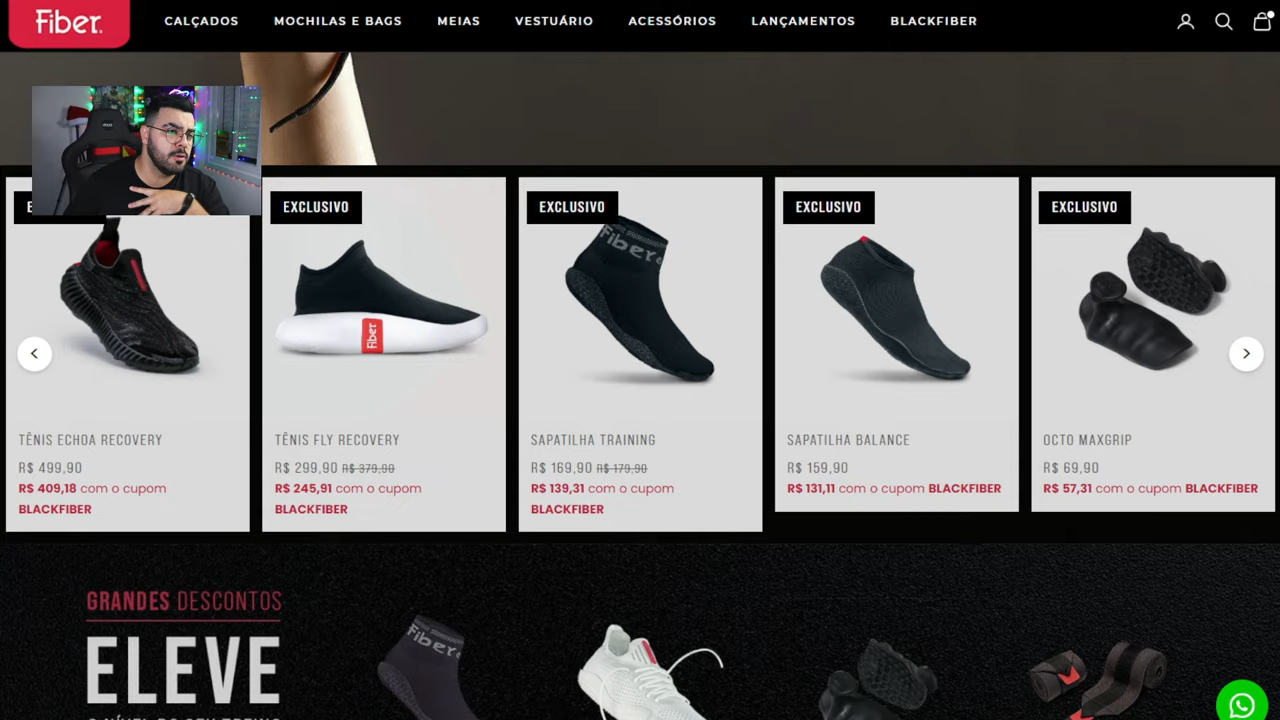 Fiber.
CALÇADOS MOCHILAS E BAGS MEIAS VESTUÁRIO ACESSÓRIOS LANÇAMENTOS BLACKFIBER
EXCLUSIVO EXCLUSIVO EXCLUSIVO EXCLUSIVO
Fiber
Fiber
TÊNIS ECHOA RECOVERY
R$ 499,90
R$ 409,18 com o cupom
BLACKFIBER
TÊNIS FLY RECOVERY
R$ 299,90 R$ 379,90
R$ 245,91 com o cupom
BLACKFIBER
SAPATILHA TRAINING
R$ 169,90 R$ 179,90
R$ 139,31 com o cupom
BLACKFIBER
SAPATILHA BALANCE
R$ 159,90
R$ 131,11 com o cupom BLACKFIBER
OCTO MAXGRIP
R$ 69,90
R$ 57,31 com o cupom BLACKFIBER
GRANDES DESCONTOS
ELEVE
Fiber